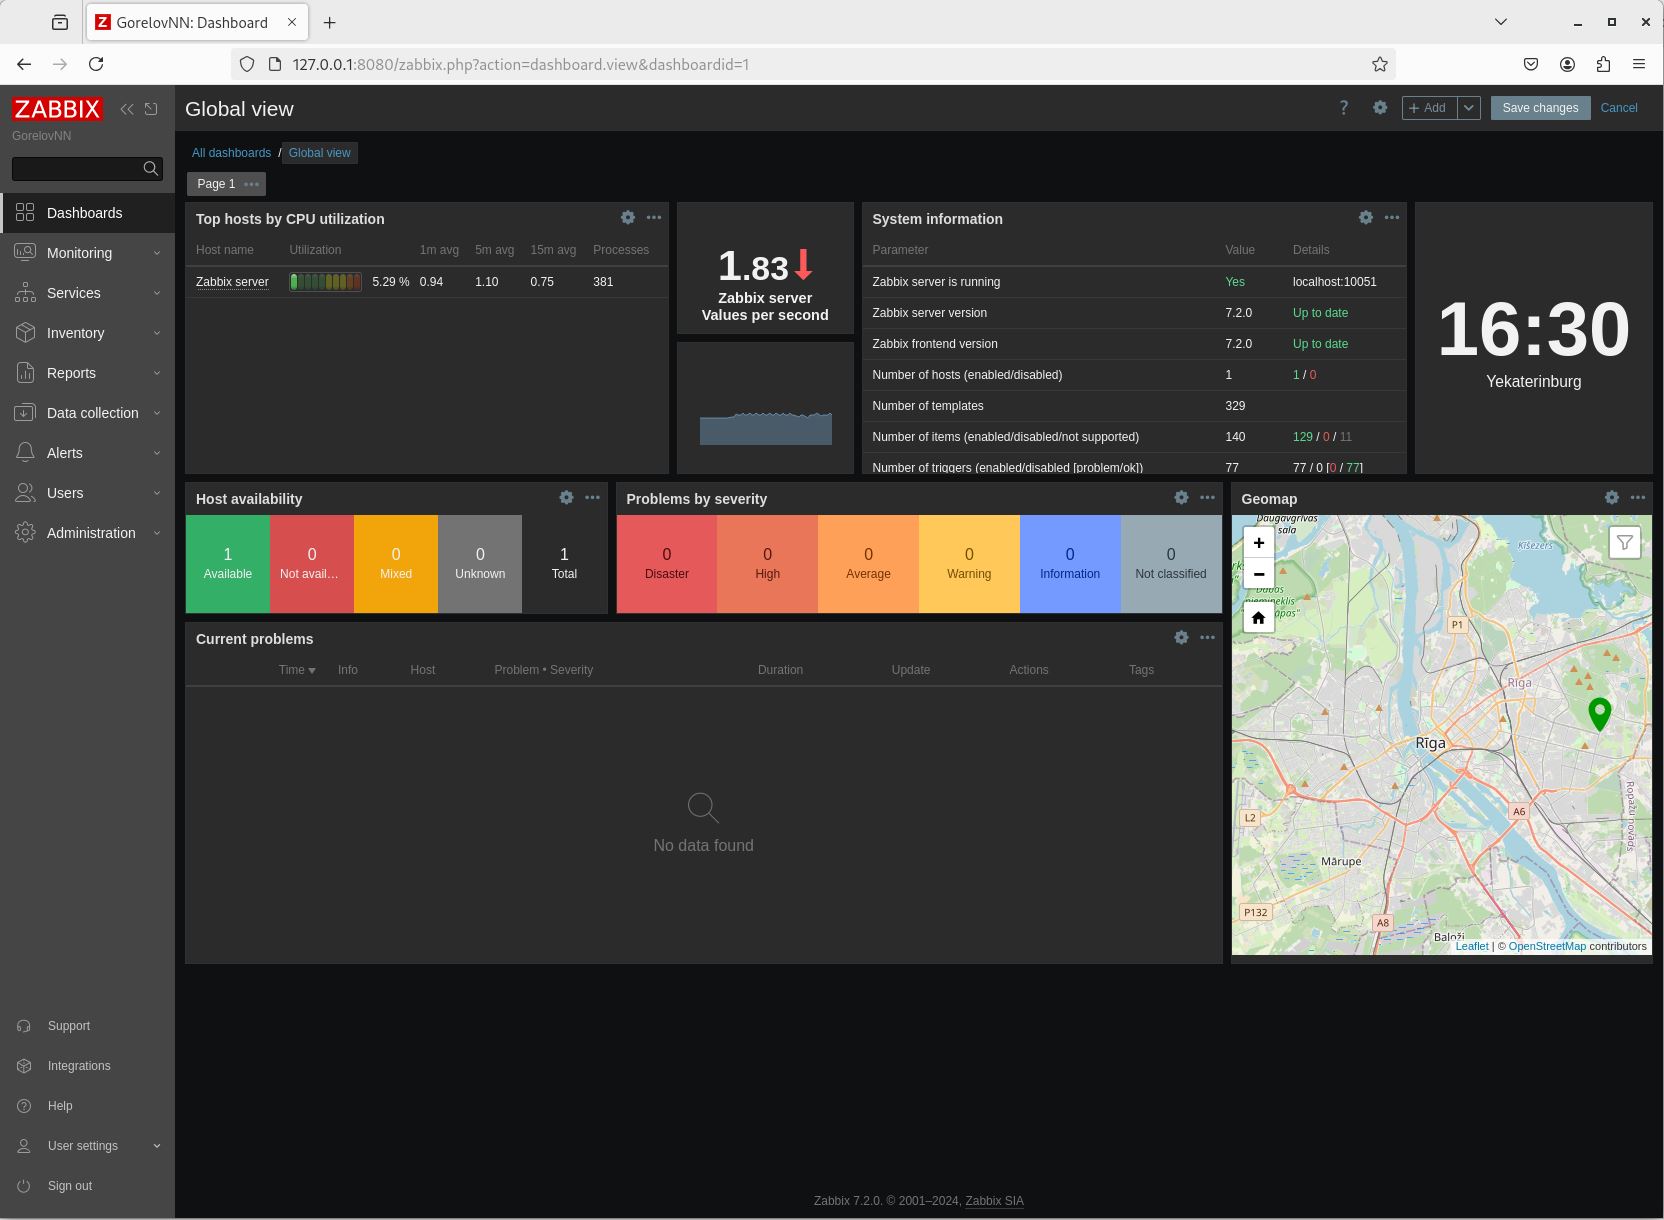 GorelovNN: Dashboard
127.0.0.1:8080/zabbix.php?action=dashboard.view&dashboardid=1
ZABBIX
GorelovNN
Dashboards
Monitoring
Services
Inventory
Reports
Data collection
Alerts
Users
Administration
Support
Integrations
Help
User settings
Sign out
Global view
? + Add Save changes Cancel
All dashboards / Global view
Page 1
Top hosts by CPU utilization
Host name Utilization 1m avg 5m avg 15m avg Processes
Zabbix server 5.29 % 0.94 1.10 0.75 381
1.83
Zabbix server
Values per second
System information
Parameter Value Details
Zabbix server is running Yes localhost:10051
Zabbix server version 7.2.0 Up to date
Zabbix frontend version 7.2.0 Up to date
Number of hosts (enabled/disabled) 1 1 / 0
Number of templates 329
Number of items (enabled/disabled/not supported) 140 129 / 0 / 11
Number of triggers (enabled/disabled [problem/ok]) 77 77 / 0 [0 / 77]
16:30
Yekaterinburg
Host availability
1 0 0 0 1
Available Not avail... Mixed Unknown Total
Problems by severity
0 0 0 0 0 0
Disaster High Average Warning Information Not classified
Current problems
Time Info Host Problem • Severity Duration Update Actions Tags
No data found
Geomap
Daugavgrīvas
sala
Ķīšezers
+
−
Dabas
piemineklis
P1
Rīga
Rīga
Ropažu novads
L2
A6
Mārupe
P132
A8
Baloži
Leaflet | © OpenStreetMap contributors
Zabbix 7.2.0. © 2001–2024, Zabbix SIA